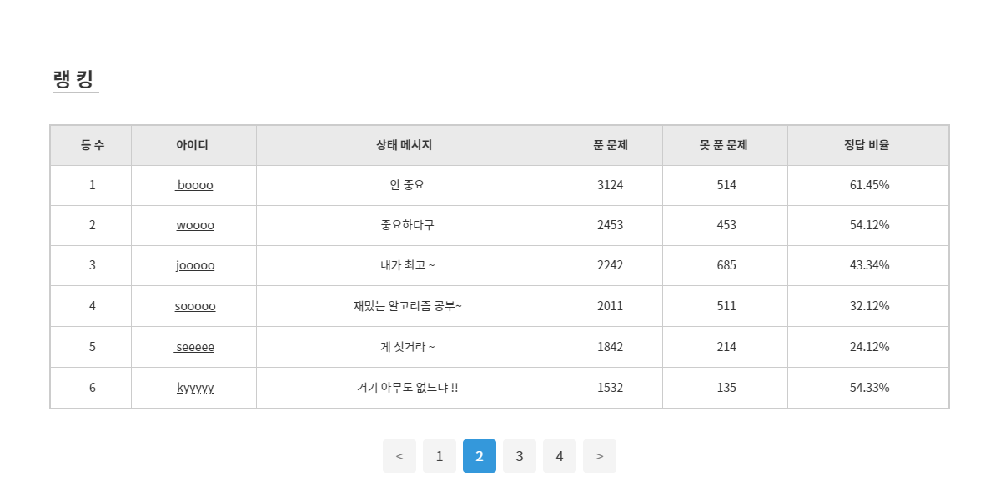 랭 킹
등 수 아이디 상태 메시지 푼 문제 못 푼 문제 정답 비율
1 boooo 안 중요 3124 514 61.45%
2 woooo 중요하다구 2453 453 54.12%
3 jooooo 내가 최고 ~ 2242 685 43.34%
4 sooooo 재밌는 알고리즘 공부~ 2011 511 32.12%
5 seeeee 게 섯거라 ~ 1842 214 24.12%
6 kyyyyy 거기 아무도 없느냐 !! 1532 135 54.33%
< 1 2 3 4 >